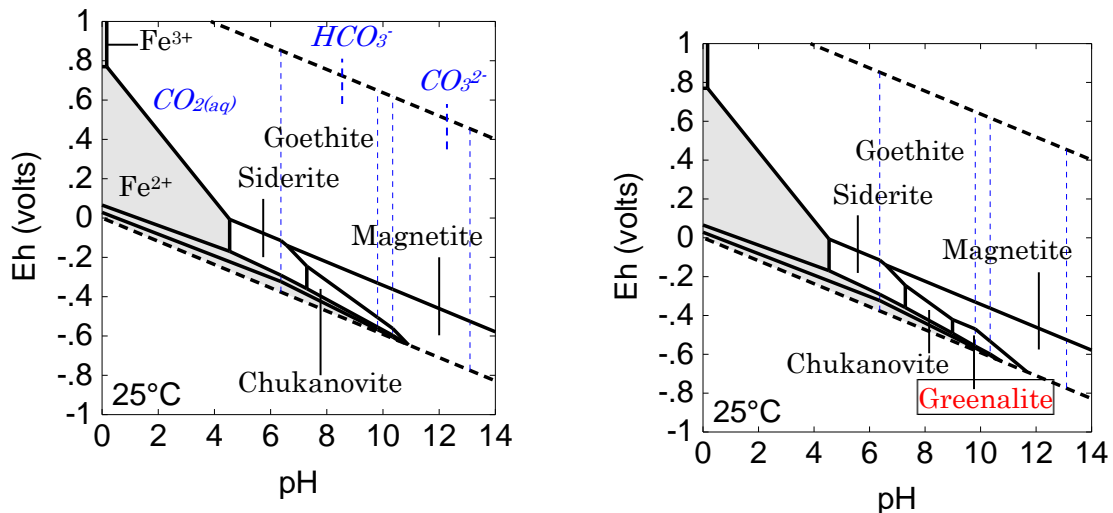 1
.8
.6
.4
.2
0
-.2
-.4
-.6
-.8
-1
Eh (volts)
Fe³⁺
HCO₃⁻
CO₃²⁻
CO₂₍aq₎
Goethite
Fe²⁺
Siderite
Magnetite
Chukanovite
25°C
0 2 4 6 8 10 12 14
pH
1
.8
.6
.4
.2
0
-.2
-.4
-.6
-.8
-1
Eh (volts)
Goethite
Siderite
Magnetite
Chukanovite
Greenalite
25°C
0 2 4 6 8 10 12 14
pH